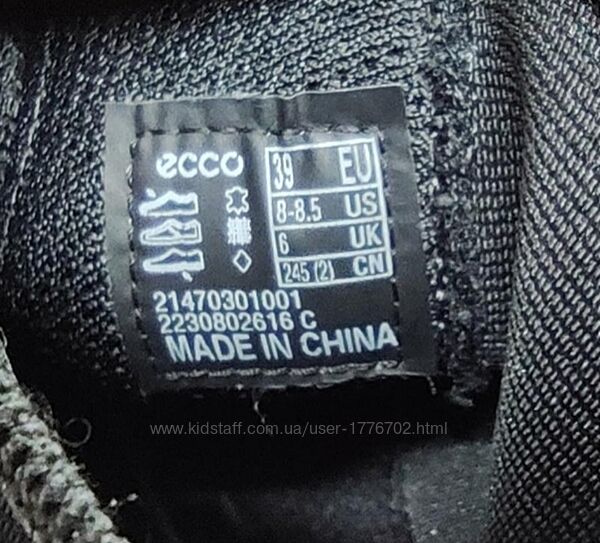 ecco
39 EU
8-8.5 US
6 UK
245 (2) CN
21470301001
2230802616 C
MADE IN CHINA
www.kidstaff.com.ua/user-1776702.html